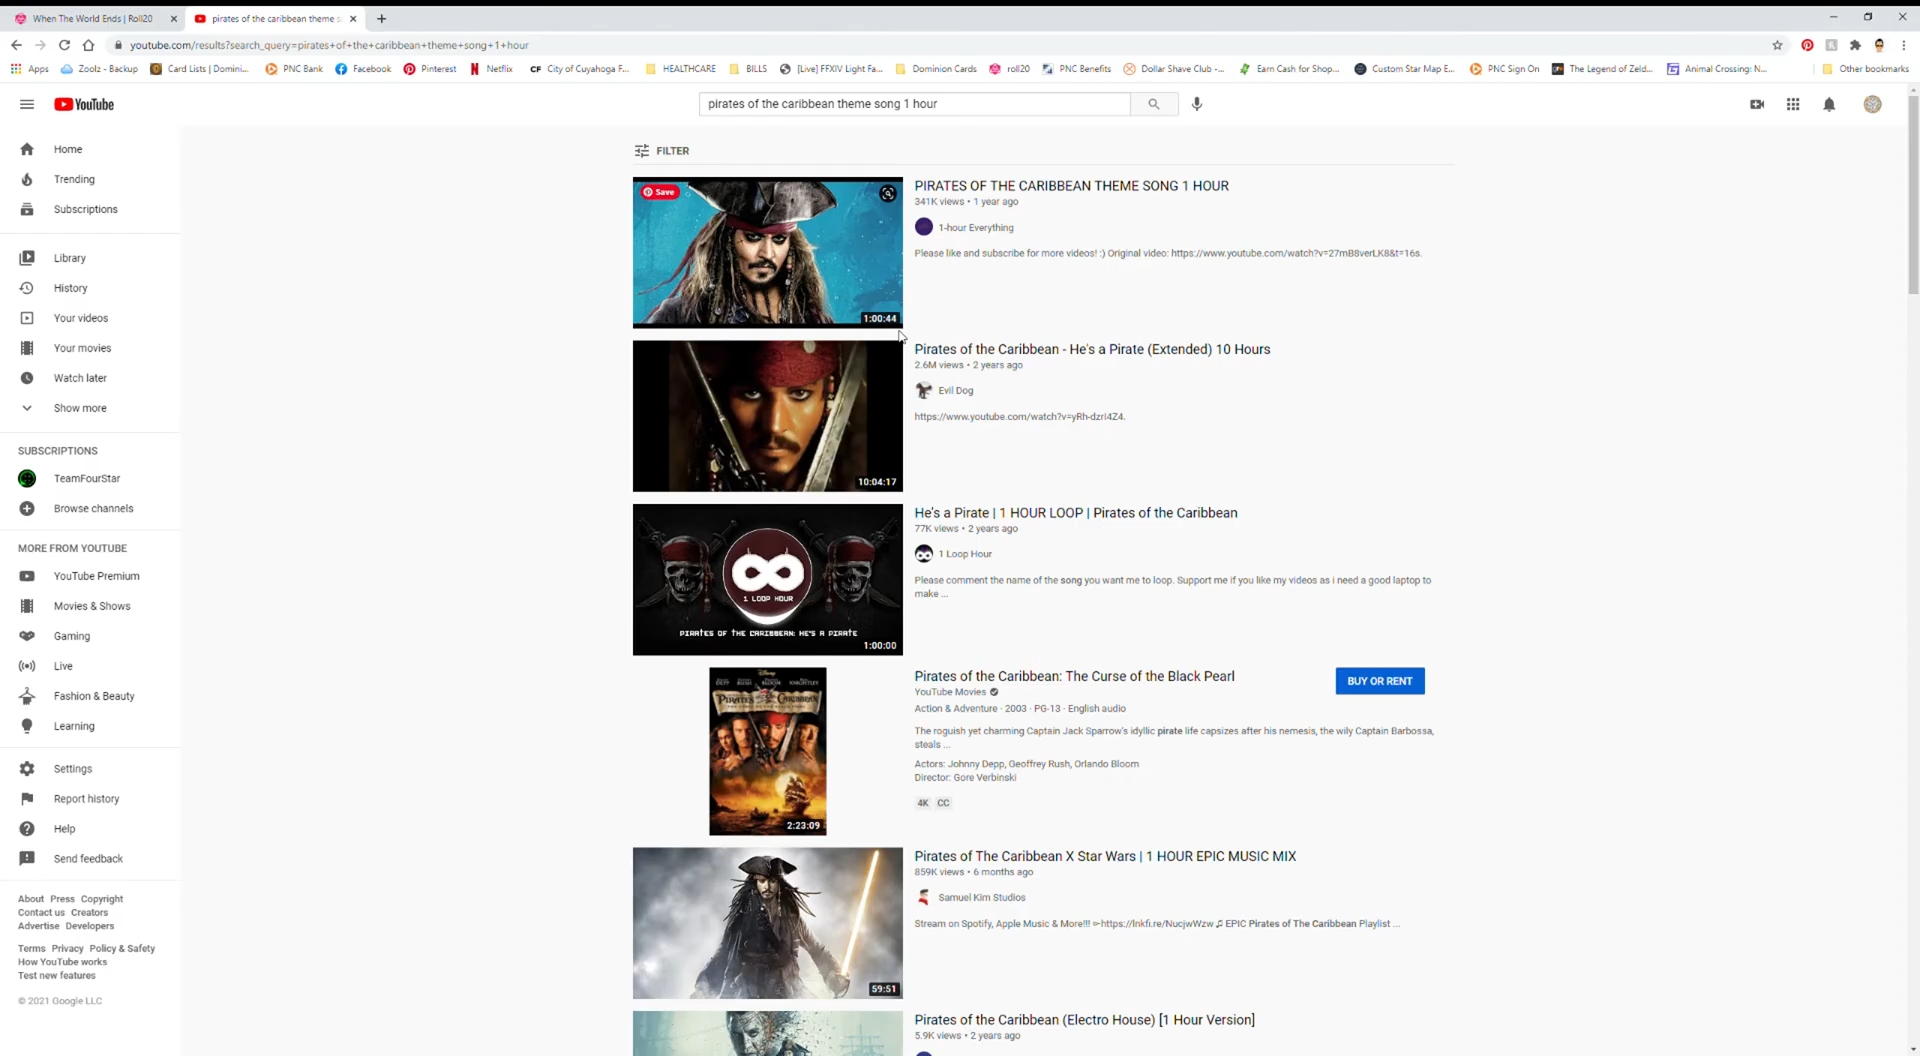 When The World Ends | Roll20
pirates of the caribbean theme s
youtube.com/results?search_query=pirates+of+the+caribbean+theme+song+1+hour
Apps
Zoolz - Backup
Card Lists | Domini...
PNC Bank
Facebook
Pinterest
Netflix
CF City of Cuyahoga F...
HEALTHCARE
BILLS
[Live] FFXIV Light Fa...
Dominion Cards
roll20
PNC Benefits
Dollar Shave Club -...
Earn Cash for Shop...
Custom Star Map E...
PNC Sign On
The Legend of Zeld...
Animal Crossing: N...
Other bookmarks
YouTube
pirates of the caribbean theme song 1 hour
Home
Trending
Subscriptions
Library
History
Your videos
Your movies
Watch later
Show more
SUBSCRIPTIONS
TeamFourStar
Browse channels
MORE FROM YOUTUBE
YouTube Premium
Movies & Shows
Gaming
Live
Fashion & Beauty
Learning
Settings
Report history
Help
Send feedback
About Press Copyright
Contact us Creators
Advertise Developers
Terms Privacy Policy & Safety
How YouTube works
Test new features
© 2021 Google LLC
FILTER
Save
1:00:44
PIRATES OF THE CARIBBEAN THEME SONG 1 HOUR
341K views • 1 year ago
1-hour Everything
Please like and subscribe for more videos! :) Original video: https://www.youtube.com/watch?v=27mB8verLK8&t=16s.
10:04:17
Pirates of the Caribbean - He's a Pirate (Extended) 10 Hours
2.6M views • 2 years ago
Evil Dog
https://www.youtube.com/watch?v=yRh-dzrI4Z4.
1 LOOP HOUR
PIRATES OF THE CARIBBEAN: HE'S A PIRATE
1:00:00
He's a Pirate | 1 HOUR LOOP | Pirates of the Caribbean
77K views • 2 years ago
1 Loop Hour
Please comment the name of the song you want me to loop. Support me if you like my videos as i need a good laptop to
make ...
Disney
PIRATES OF THE CARIBBEAN
2:23:09
Pirates of the Caribbean: The Curse of the Black Pearl
YouTube Movies
Action & Adventure · 2003 · PG-13 · English audio
The roguish yet charming Captain Jack Sparrow's idyllic pirate life capsizes after his nemesis, the wily Captain Barbossa,
steals ...
Actors: Johnny Depp, Geoffrey Rush, Orlando Bloom
Director: Gore Verbinski
4K CC
BUY OR RENT
59:51
Pirates of The Caribbean X Star Wars | 1 HOUR EPIC MUSIC MIX
859K views • 6 months ago
Samuel Kim Studios
Stream on Spotify, Apple Music & More!!! ➳https://lnkfi.re/NucjwWzw ♫ EPIC Pirates of The Caribbean Playlist ...
Pirates of the Caribbean (Electro House) [1 Hour Version]
5.9K views • 2 years ago